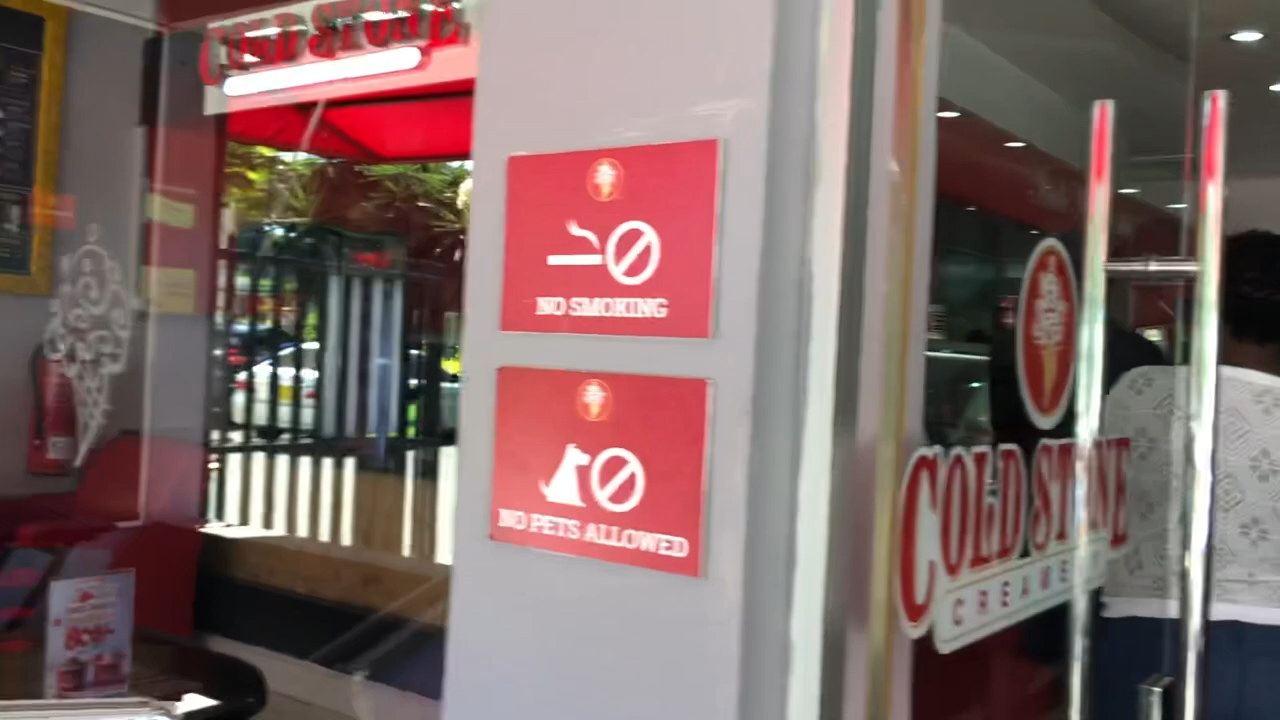 COLD STONE
NO SMOKING
NO PETS ALLOWED
COLD STONE
CREAMERY